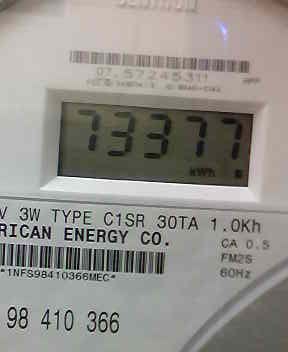 CENTRON
07.57245311
73377
kWh
V 3W TYPE C1SR 30TA 1.0Kh
RICAN ENERGY CO.
CA 0.5
FM2S
60Hz
*1NFS98410366MEC*
98 410 366